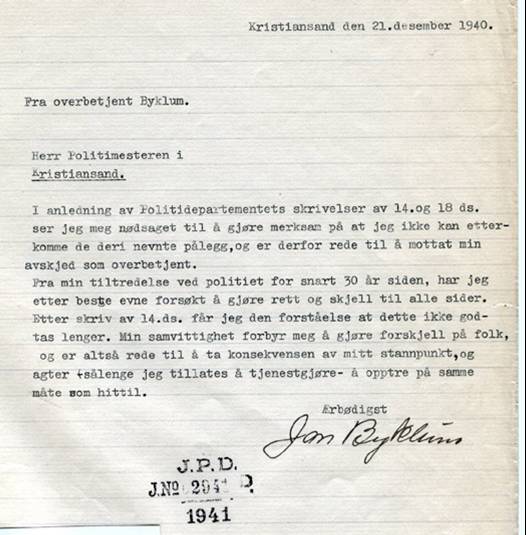 Kristiansand den 21.desember 1940.
Fra overbetjent Byklum.
Herr Politimesteren i
Kristiansand.
I anledning av Politidepartementets skrivelser av 14.og 18 ds.
ser jeg meg nødsaget til å gjøre merksam på at jeg ikke kan etter-
komme de deri nevnte pålegg,og er derfor rede til å mottat min
avskjed som overbetjent.
Fra min tiltredelse ved politiet for snart 30 år siden, har jeg
etter beste evne forsøkt å gjøre rett og skjell til alle sider.
Etter skriv av 14.ds. får jeg den forståelse at dette ikke god-
tas lenger. Min samvittighet forbyr meg å gjøre forskjell på folk,
og er altså rede til å ta konsekvensen av mitt stannpunkt,og
agter -sålenge jeg tillates å tjenestgjøre- å opptre på samme
måte som hittil.
Ærbødigst
Jan Byklum
J.P.D.
J.Nº 2941 D.
1941